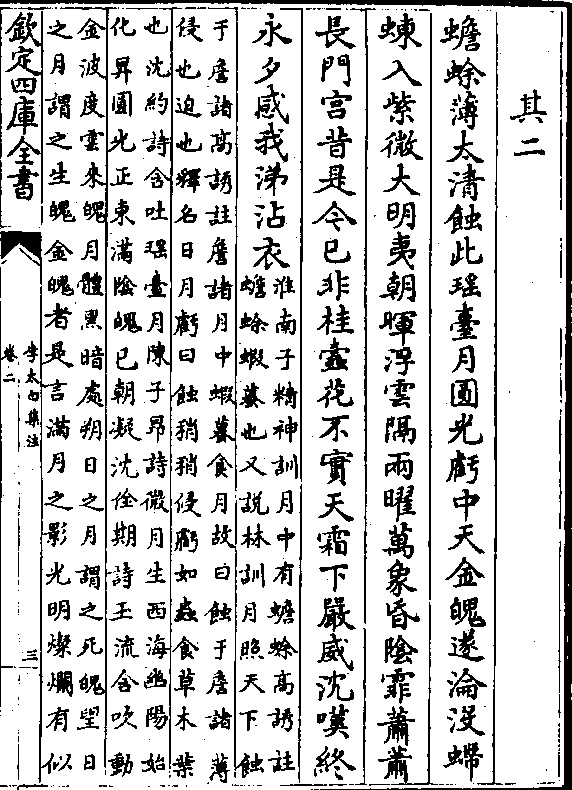 其二
蟾蜍薄太清蝕此瑶臺月圓光虧中天金魄遂淪沒蝃
蝀入紫微大明夷朝暉浮雲隔兩曜萬象昏陰霏蕭蕭
長門宮昔是今已非桂蠧花不實天霜下嚴威沈嘆終
永夕感我涕沾衣
淮南子精神訓月中有蟾蜍高誘註
蟾蜍蝦蟇也又說林訓月照天下蝕
于詹諸高誘註詹諸月中蝦蟇食月故曰蝕于詹諸薄
侵也迫也釋名日月虧曰蝕稍稍侵虧如蟲食草木葉
也沈約詩含吐瑶臺月陳子昂詩微月生西海幽陽始
化昇圓光正東滿陰魄已朝凝沈佺期詩玉流含吹動
金波度雲來魄月體黑暗處朔日之月謂之死魄望日
之月謂之生魄金魄者是言滿月之影光明燦爛有似
欽定四庫全書
李太白集注
卷二
三